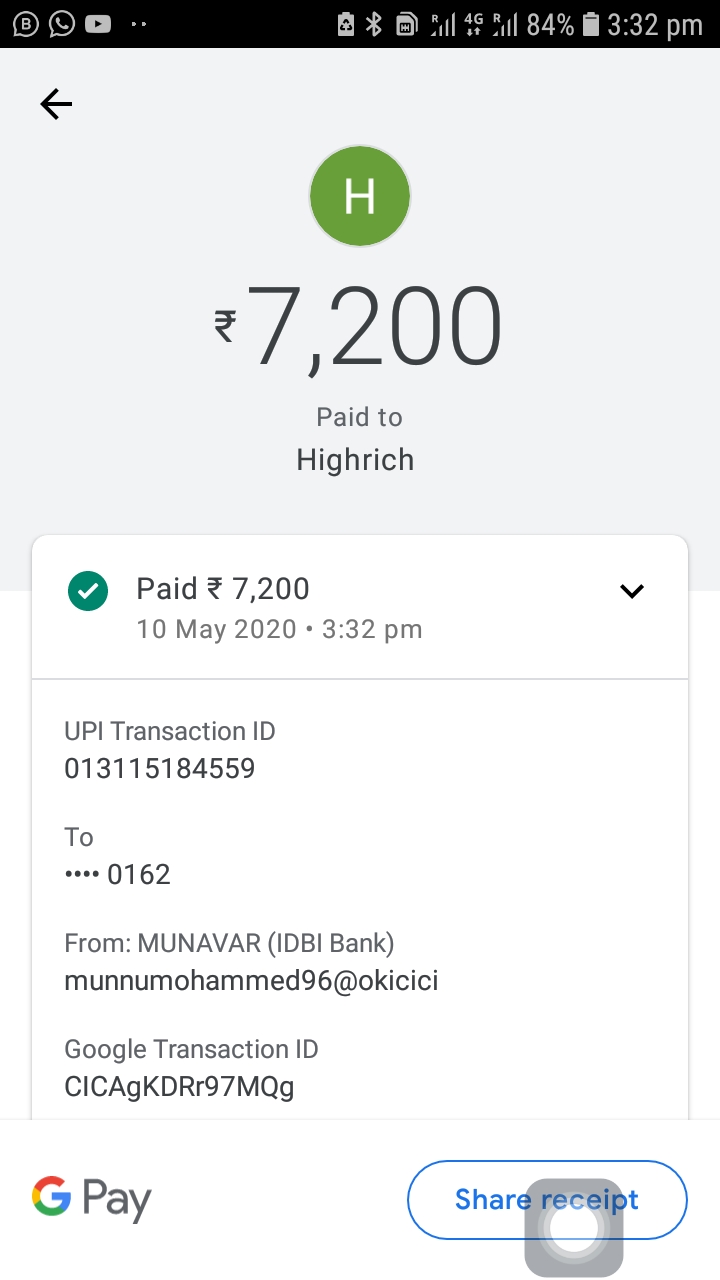 84% 3:32 pm
H
₹7,200
Paid to
Highrich
Paid ₹ 7,200
10 May 2020 • 3:32 pm
UPI Transaction ID
013115184559
To
•••• 0162
From: MUNAVAR (IDBI Bank)
munnumohammed96@okicici
Google Transaction ID
CICAgKDRr97MQg
G Pay
Share receipt